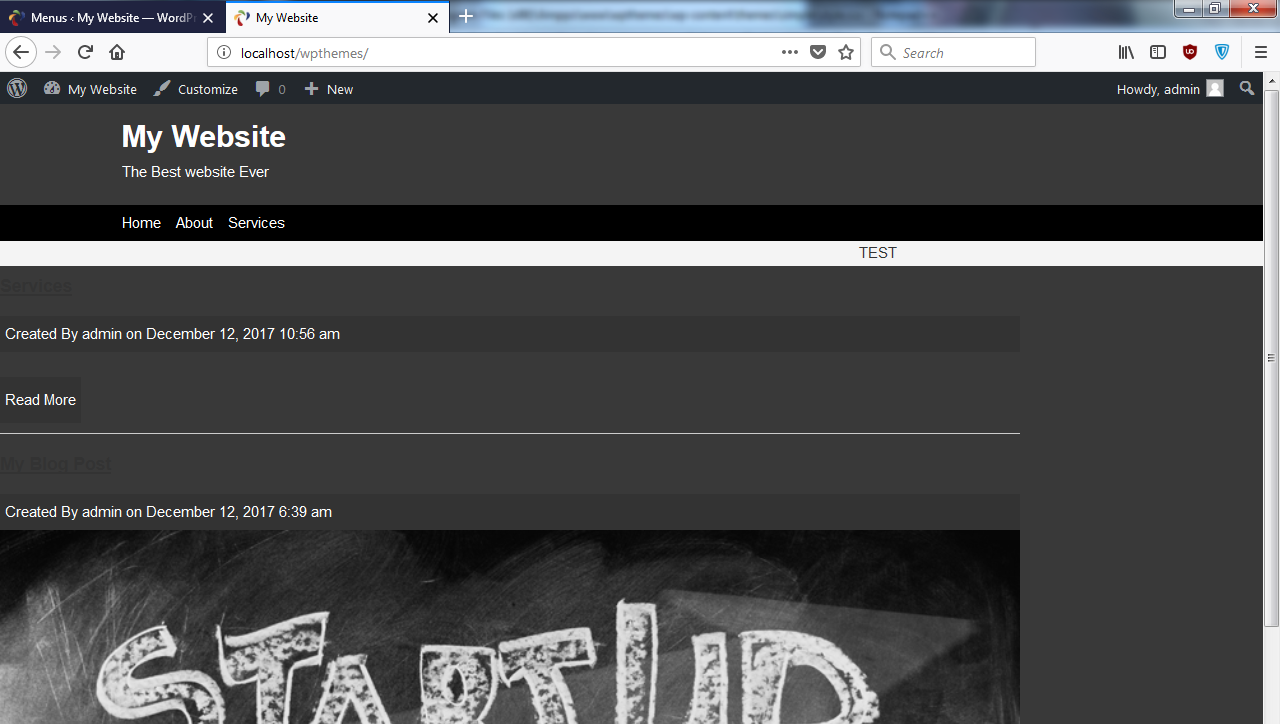 Menus ‹ My Website — WordPr
My Website
localhost/wpthemes/
Search
My Website Customize 0 New
Howdy, admin
My Website
The Best website Ever
Home About Services
TEST
Services
Created By admin on December 12, 2017 10:56 am
Read More
My Blog Post
Created By admin on December 12, 2017 6:39 am
STARTUP